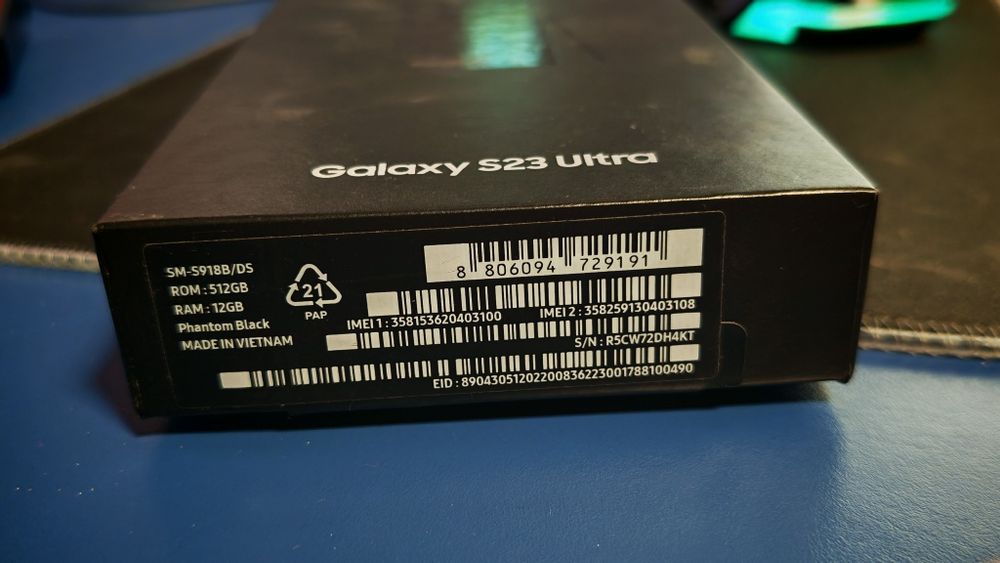 Galaxy S23 Ultra
SM-S918B/DS
ROM : 512GB
RAM : 12GB
Phantom Black
MADE IN VIETNAM
21
PAP
8 806094 729191
IMEI 1 : 358153620403100 IMEI 2 : 358259130403108
S/N : R5CW72DH4KT
EID : 89043051202200836223001788100490